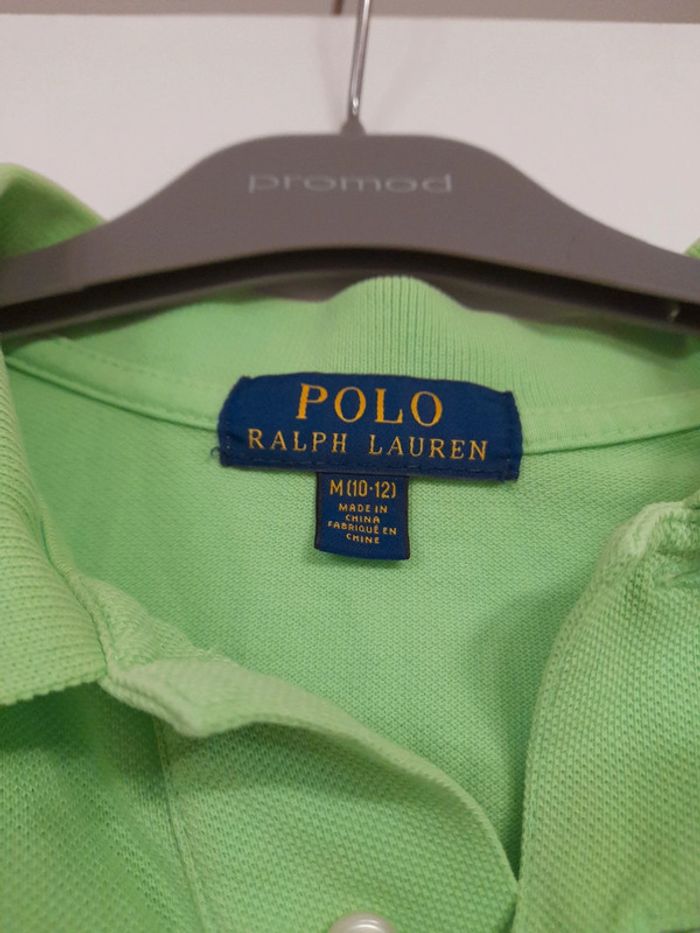 promod
POLO
RALPH LAUREN
M(10-12)
MADE IN
CHINA
FABRIQUÉ EN
CHINE